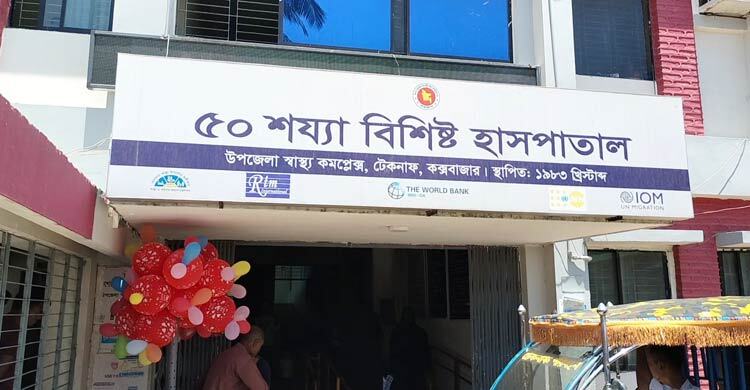 ৫০ শয্যা বিশিষ্ট হাসপাতাল
উপজেলা স্বাস্থ্য কমপ্লেক্স, টেকনাফ, কক্সবাজার। স্থাপিত: ১৯৮৩ খ্রিস্টাব্দ
THE WORLD BANK
IOM
UN MIGRATION